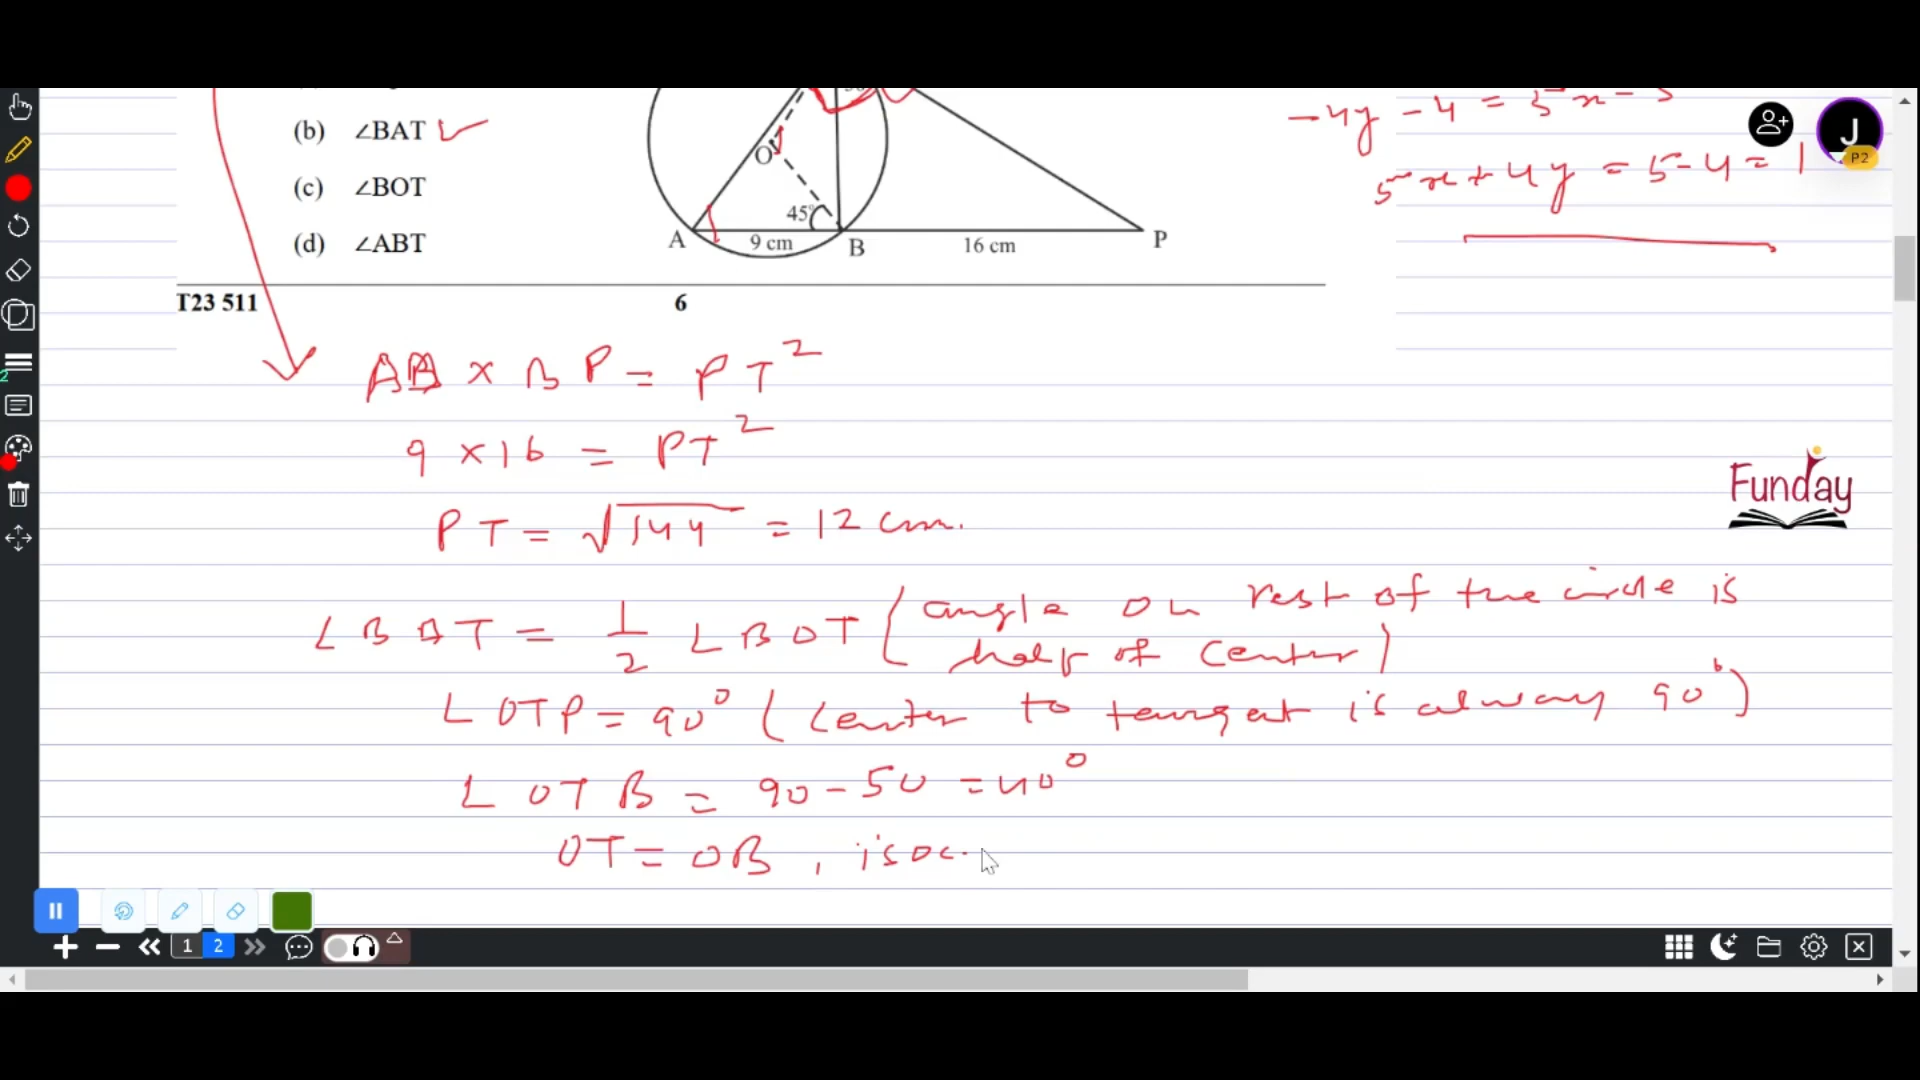 -4y - 4 = 5x - 5
5x + 4y = 5 - 4 = 1
J
P2
(b) ∠BAT ✓
(c) ∠BOT
(d) ∠ABT
O
45°
A 9 cm B 16 cm P
T23 511 6
AB x BP = PT²
9 x 16 = PT²
PT = √144 = 12 cm.
∠BAT = 1/2 ∠BOT (angle on rest of the circle is
half of center)
∠OTP = 90° (center to tangent is always 90°)
∠OTB = 90 - 50 = 40°
OT = OB, isoc.
Funday
2
1 2